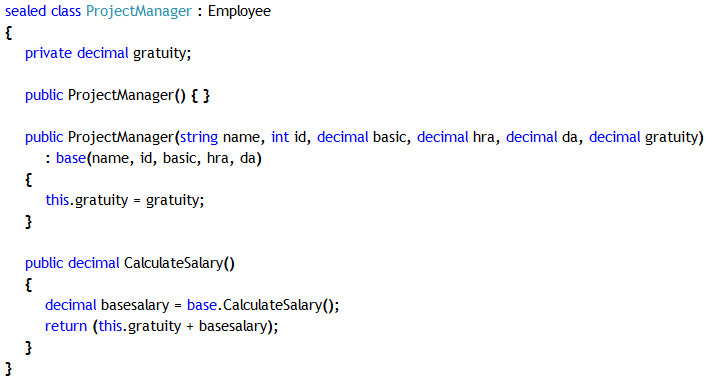 sealed class ProjectManager : Employee
{
private decimal gratuity;
public ProjectManager() { }
public ProjectManager(string name, int id, decimal basic, decimal hra, decimal da, decimal gratuity)
: base(name, id, basic, hra, da)
{
this.gratuity = gratuity;
}
public decimal CalculateSalary()
{
decimal basesalary = base.CalculateSalary();
return (this.gratuity + basesalary);
}
}